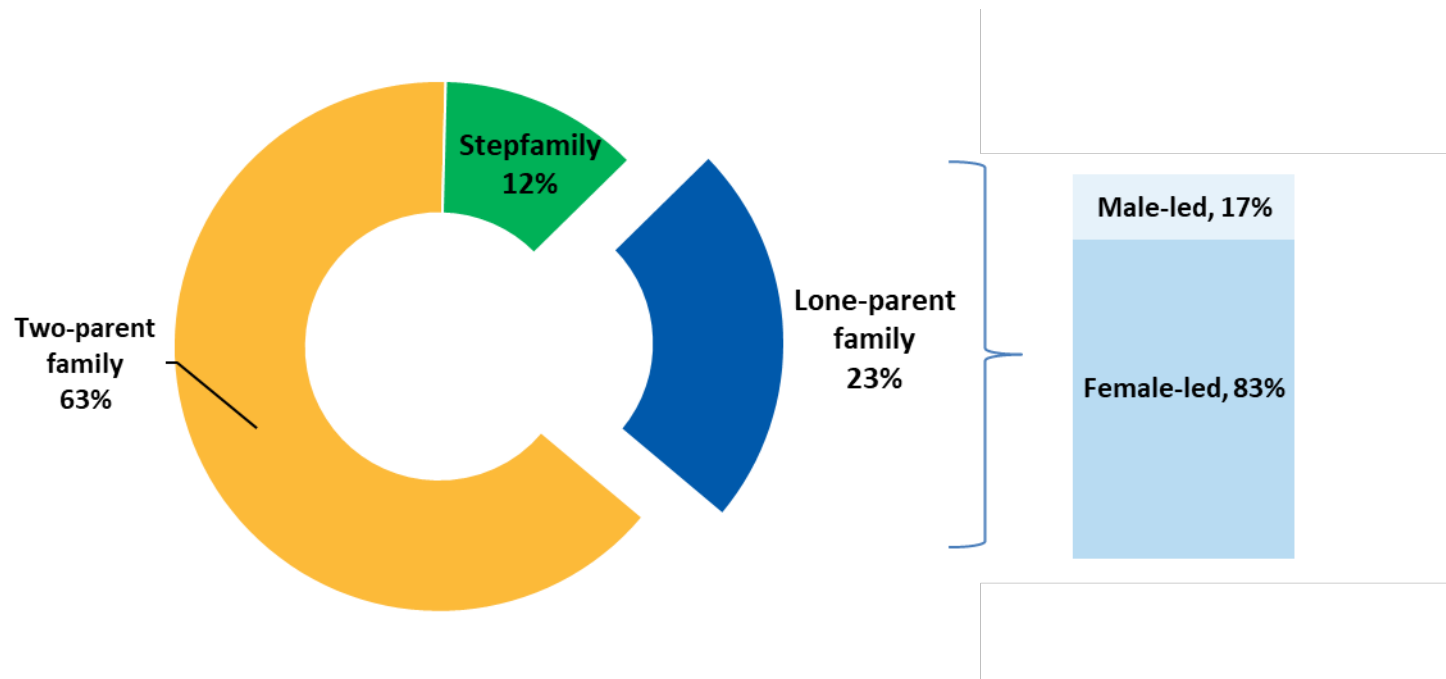 Stepfamily
12%
Two-parent
family
63%
Lone-parent
family
23%
Male-led, 17%
Female-led, 83%